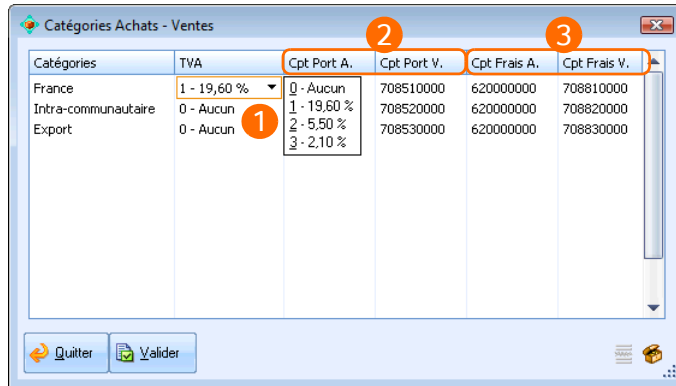 Catégories Achats - Ventes
2 3
Catégories TVA Cpt Port A. Cpt Port V. Cpt Frais A. Cpt Frais V.
France 1 - 19,60 % 0 - Aucun 708510000 620000000 708810000
Intra-communautaire 0 - Aucun 1 - 19,60 % 708520000 620000000 708820000
Export 0 - Aucun 1 2 - 5,50 % 708530000 620000000 708830000
3 - 2,10 %
Quitter Valider